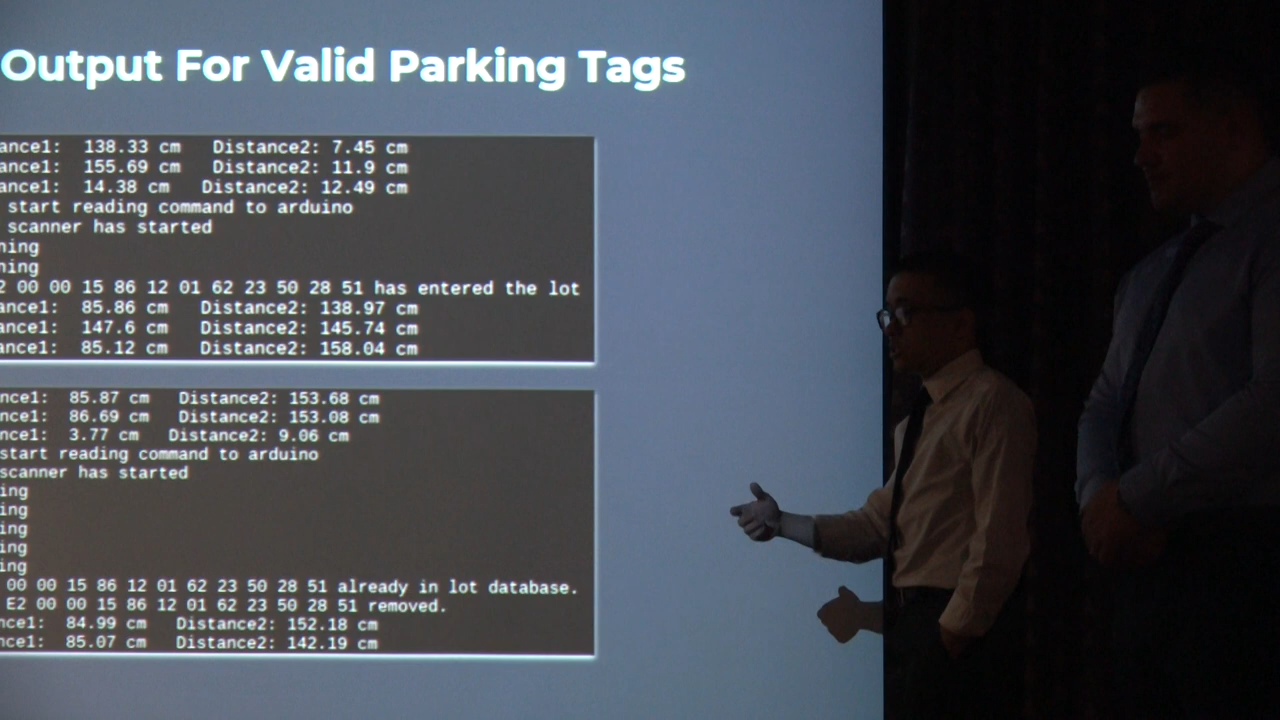 Output For Valid Parking Tags
ance1: 138.33 cm Distance2: 7.45 cm
ance1: 155.69 cm Distance2: 11.9 cm
ance1: 14.38 cm Distance2: 12.49 cm
start reading command to arduino
scanner has started
ning
ning
2 00 00 15 86 12 01 62 23 50 28 51 has entered the lot
ance1: 85.86 cm Distance2: 138.97 cm
ance1: 147.6 cm Distance2: 145.74 cm
ance1: 85.12 cm Distance2: 158.04 cm
nce1: 85.87 cm Distance2: 153.68 cm
nce1: 86.69 cm Distance2: 153.08 cm
nce1: 3.77 cm Distance2: 9.06 cm
start reading command to arduino
scanner has started
ing
ing
ing
ing
ing
00 00 15 86 12 01 62 23 50 28 51 already in lot database.
E2 00 00 15 86 12 01 62 23 50 28 51 removed.
nce1: 84.99 cm Distance2: 152.18 cm
nce1: 85.07 cm Distance2: 142.19 cm